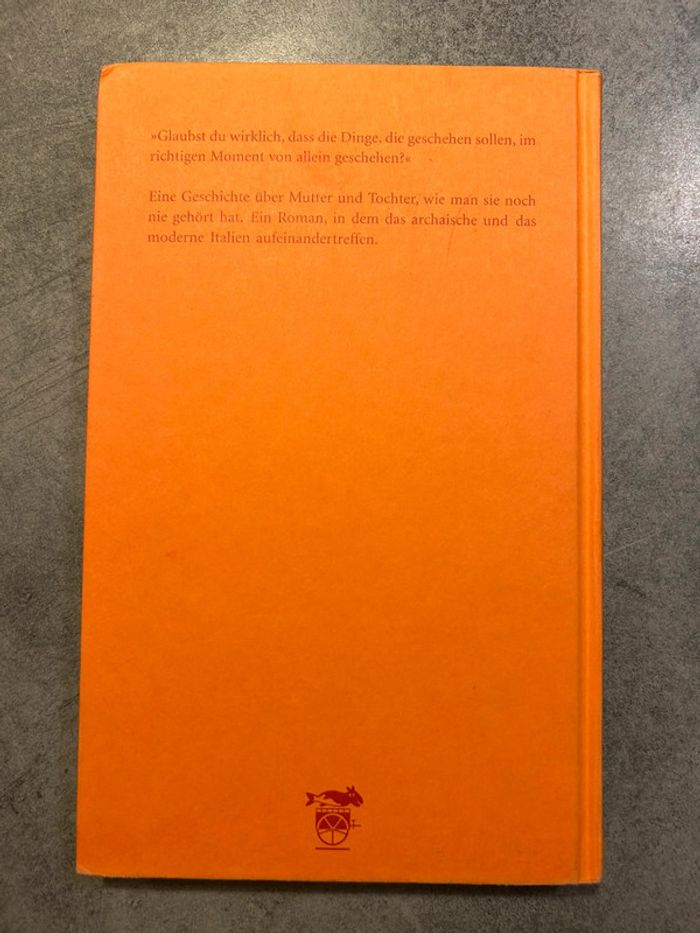 »Glaubst du wirklich, dass die Dinge, die geschehen sollen, im
richtigen Moment von allein geschehen?«
Eine Geschichte über Mutter und Tochter, wie man sie noch
nie gehört hat. Ein Roman, in dem das archaische und das
moderne Italien aufeinandertreffen.